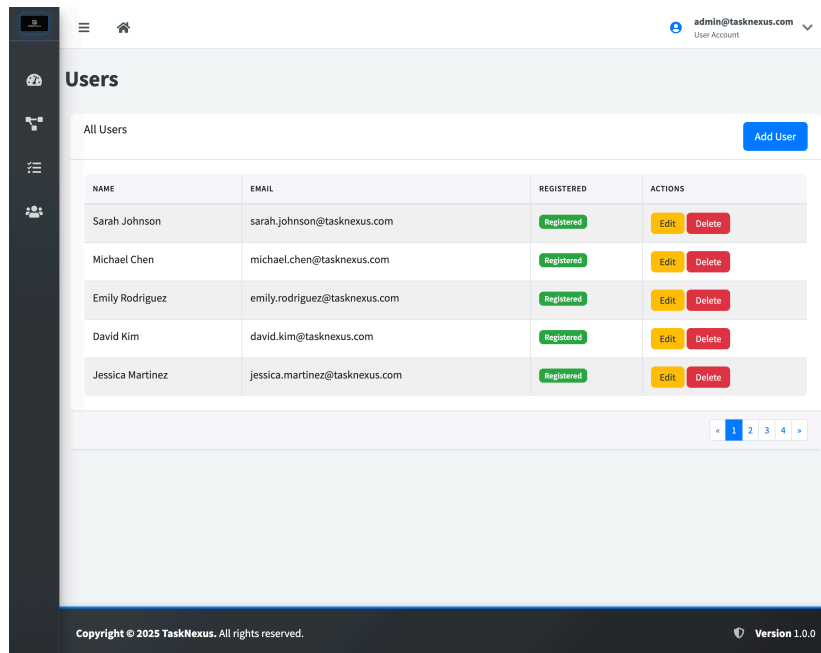 admin@tasknexus.com
User Account
Users
All Users
Add User
NAME EMAIL REGISTERED ACTIONS
Sarah Johnson sarah.johnson@tasknexus.com Registered Edit Delete
Michael Chen michael.chen@tasknexus.com Registered Edit Delete
Emily Rodriguez emily.rodriguez@tasknexus.com Registered Edit Delete
David Kim david.kim@tasknexus.com Registered Edit Delete
Jessica Martinez jessica.martinez@tasknexus.com Registered Edit Delete
« 1 2 3 4 »
Copyright © 2025 TaskNexus. All rights reserved. Version 1.0.0